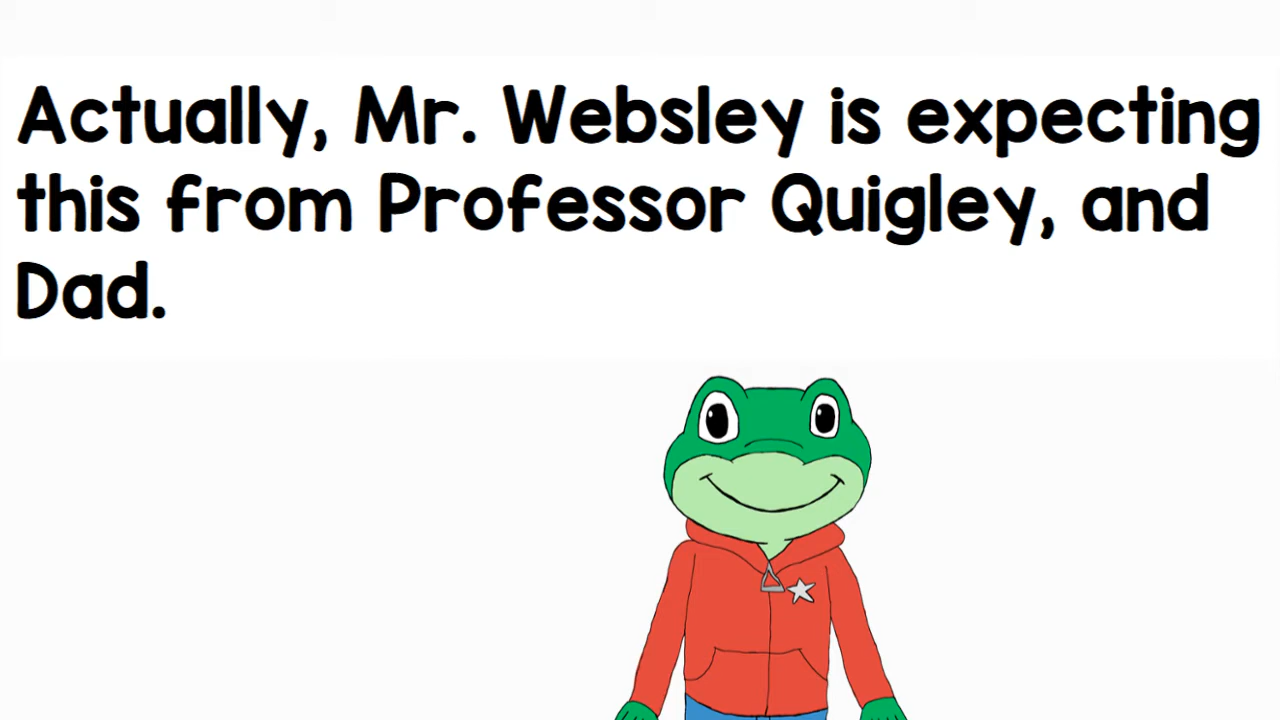 Actually, Mr. Websley is expecting
this from Professor Quigley, and
Dad.